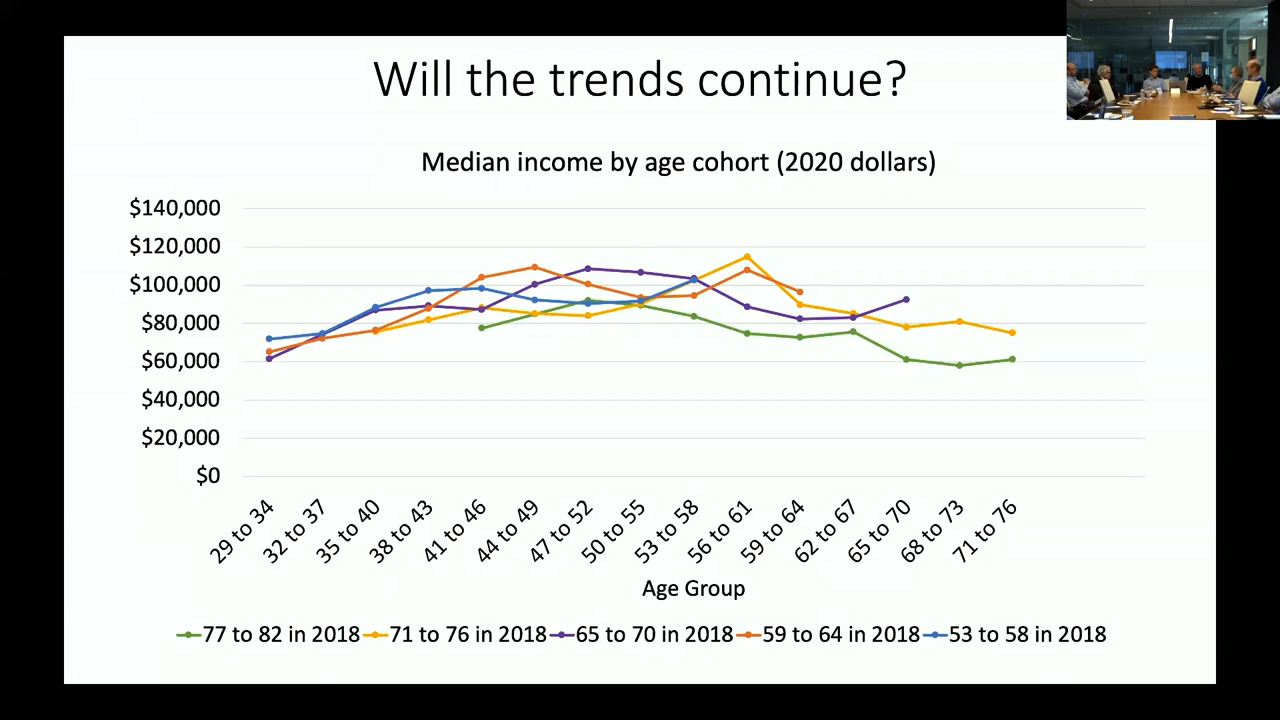 Will the trends continue?
Median income by age cohort (2020 dollars)
$140,000
$120,000
$100,000
$80,000
$60,000
$40,000
$20,000
$0
29 to 34
32 to 37
35 to 40
38 to 43
41 to 46
44 to 49
47 to 52
50 to 55
53 to 58
56 to 61
59 to 64
62 to 67
65 to 70
68 to 73
71 to 76
Age Group
77 to 82 in 2018 71 to 76 in 2018 65 to 70 in 2018 59 to 64 in 2018 53 to 58 in 2018